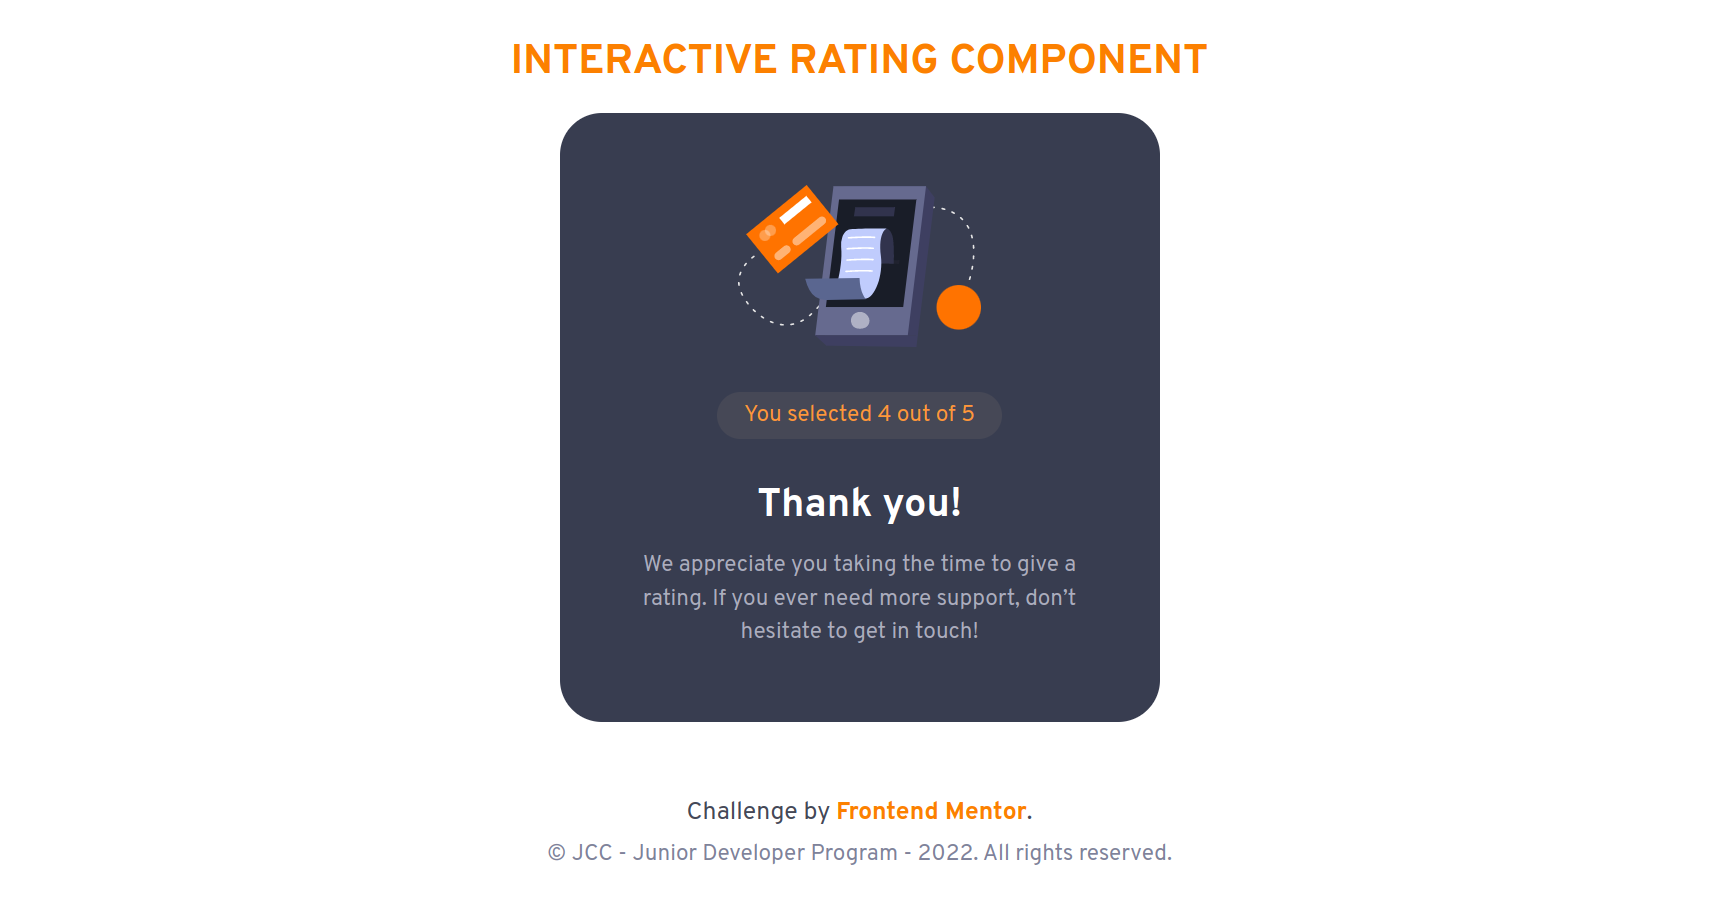 INTERACTIVE RATING COMPONENT
You selected 4 out of 5
Thank you!
We appreciate you taking the time to give a
rating. If you ever need more support, don’t
hesitate to get in touch!
Challenge by Frontend Mentor.
© JCC - Junior Developer Program - 2022. All rights reserved.